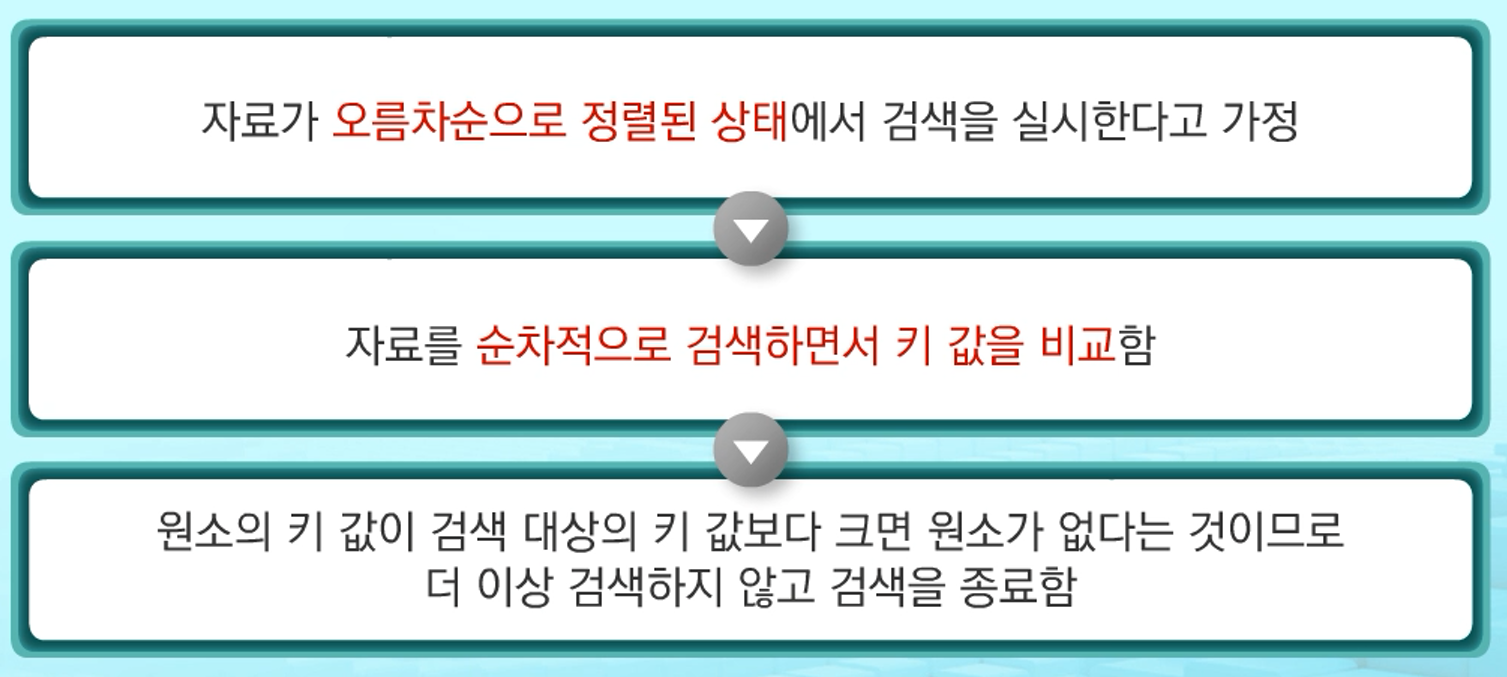 자료가 오름차순으로 정렬된 상태에서 검색을 실시한다고 가정
자료를 순차적으로 검색하면서 키 값을 비교함
원소의 키 값이 검색 대상의 키 값보다 크면 원소가 없다는 것이므로
더 이상 검색하지 않고 검색을 종료함